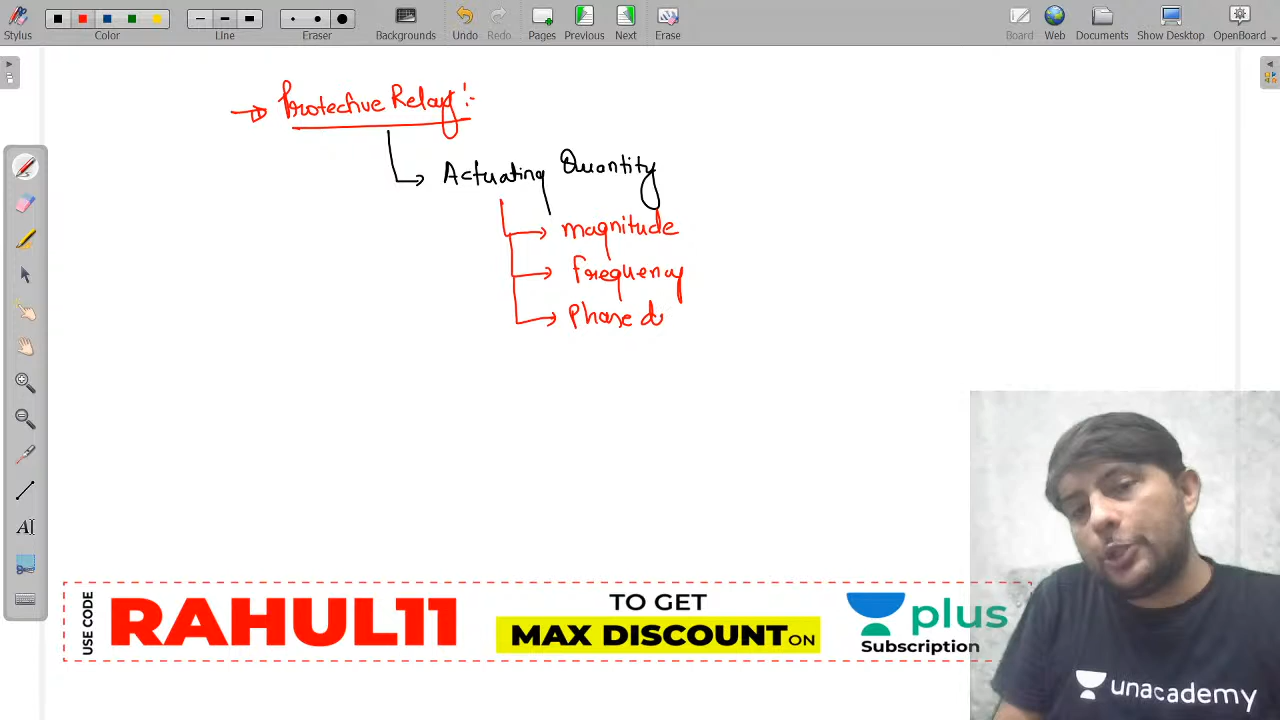 Stylus Color Line Eraser Backgrounds Undo Redo Pages Previous Next Erase Board Web Documents Show Desktop OpenBoard
→ Protective Relay :-
Actuating Quantity
magnitude
frequency
Phase d
AI
USE CODE
RAHUL11
TO GET
MAX DISCOUNT ON
plus
Subscription
unacademy